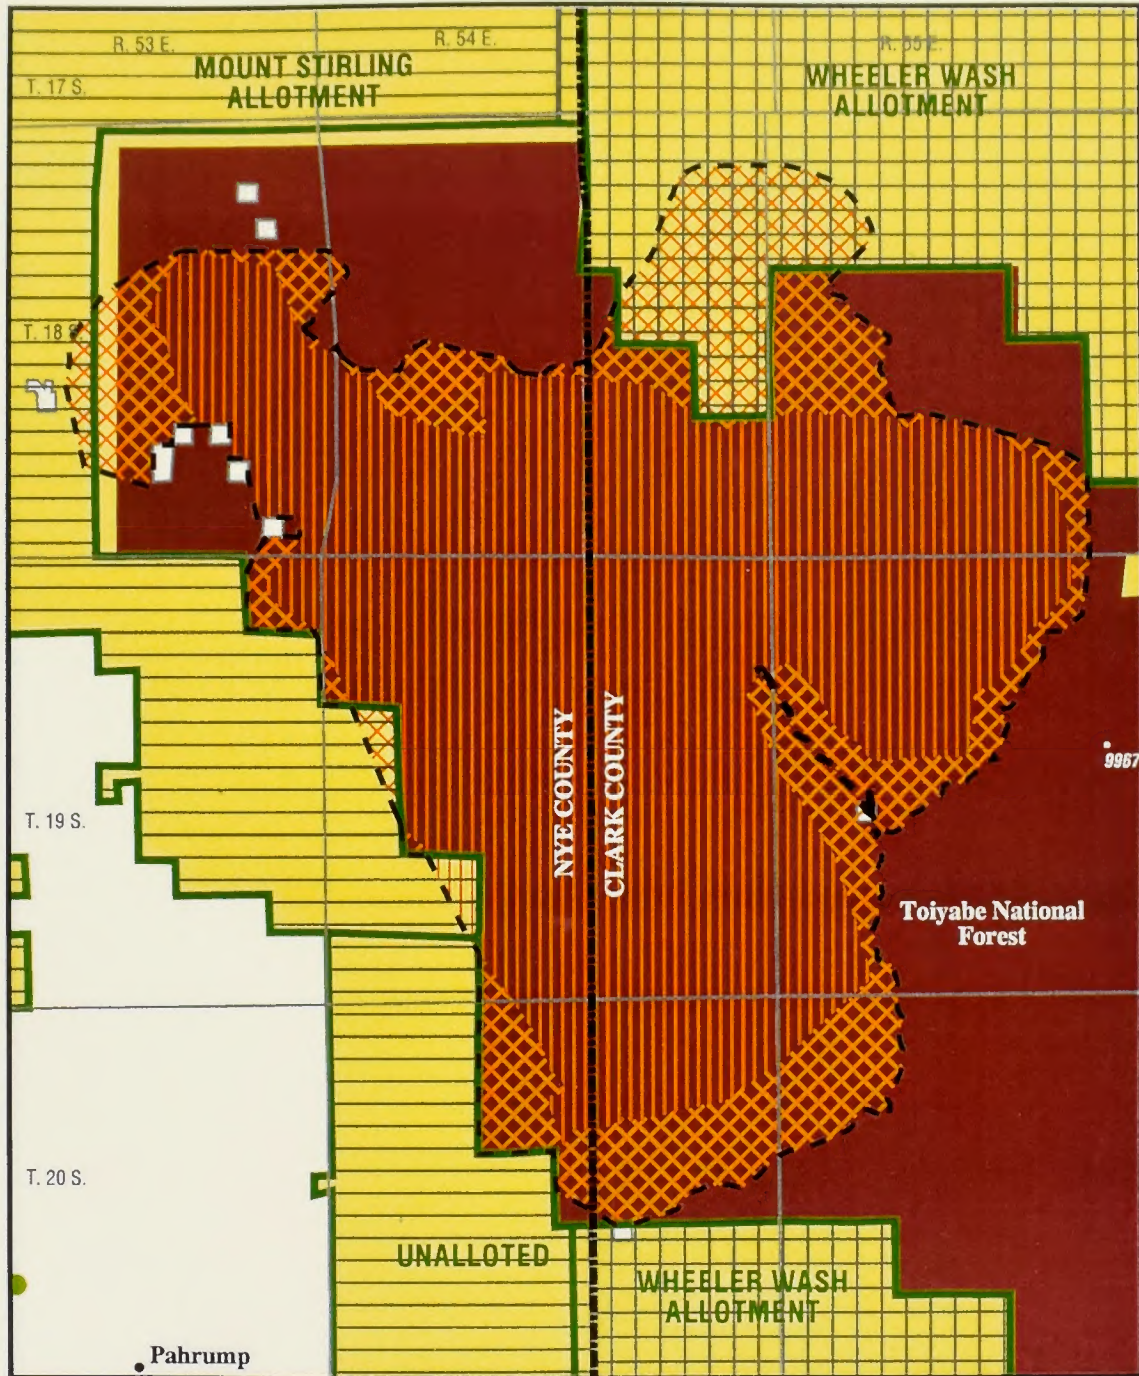 R. 53 E.
R. 54 E.
R. 55 E.
MOUNT STIRLING
ALLOTMENT
WHEELER WASH
ALLOTMENT
T. 17 S.
T. 18 S.
NYE COUNTY
CLARK COUNTY
9967
T. 19 S.
Toiyabe National
Forest
T. 20 S.
UNALLOTED
WHEELER WASH
ALLOTMENT
Pahrump